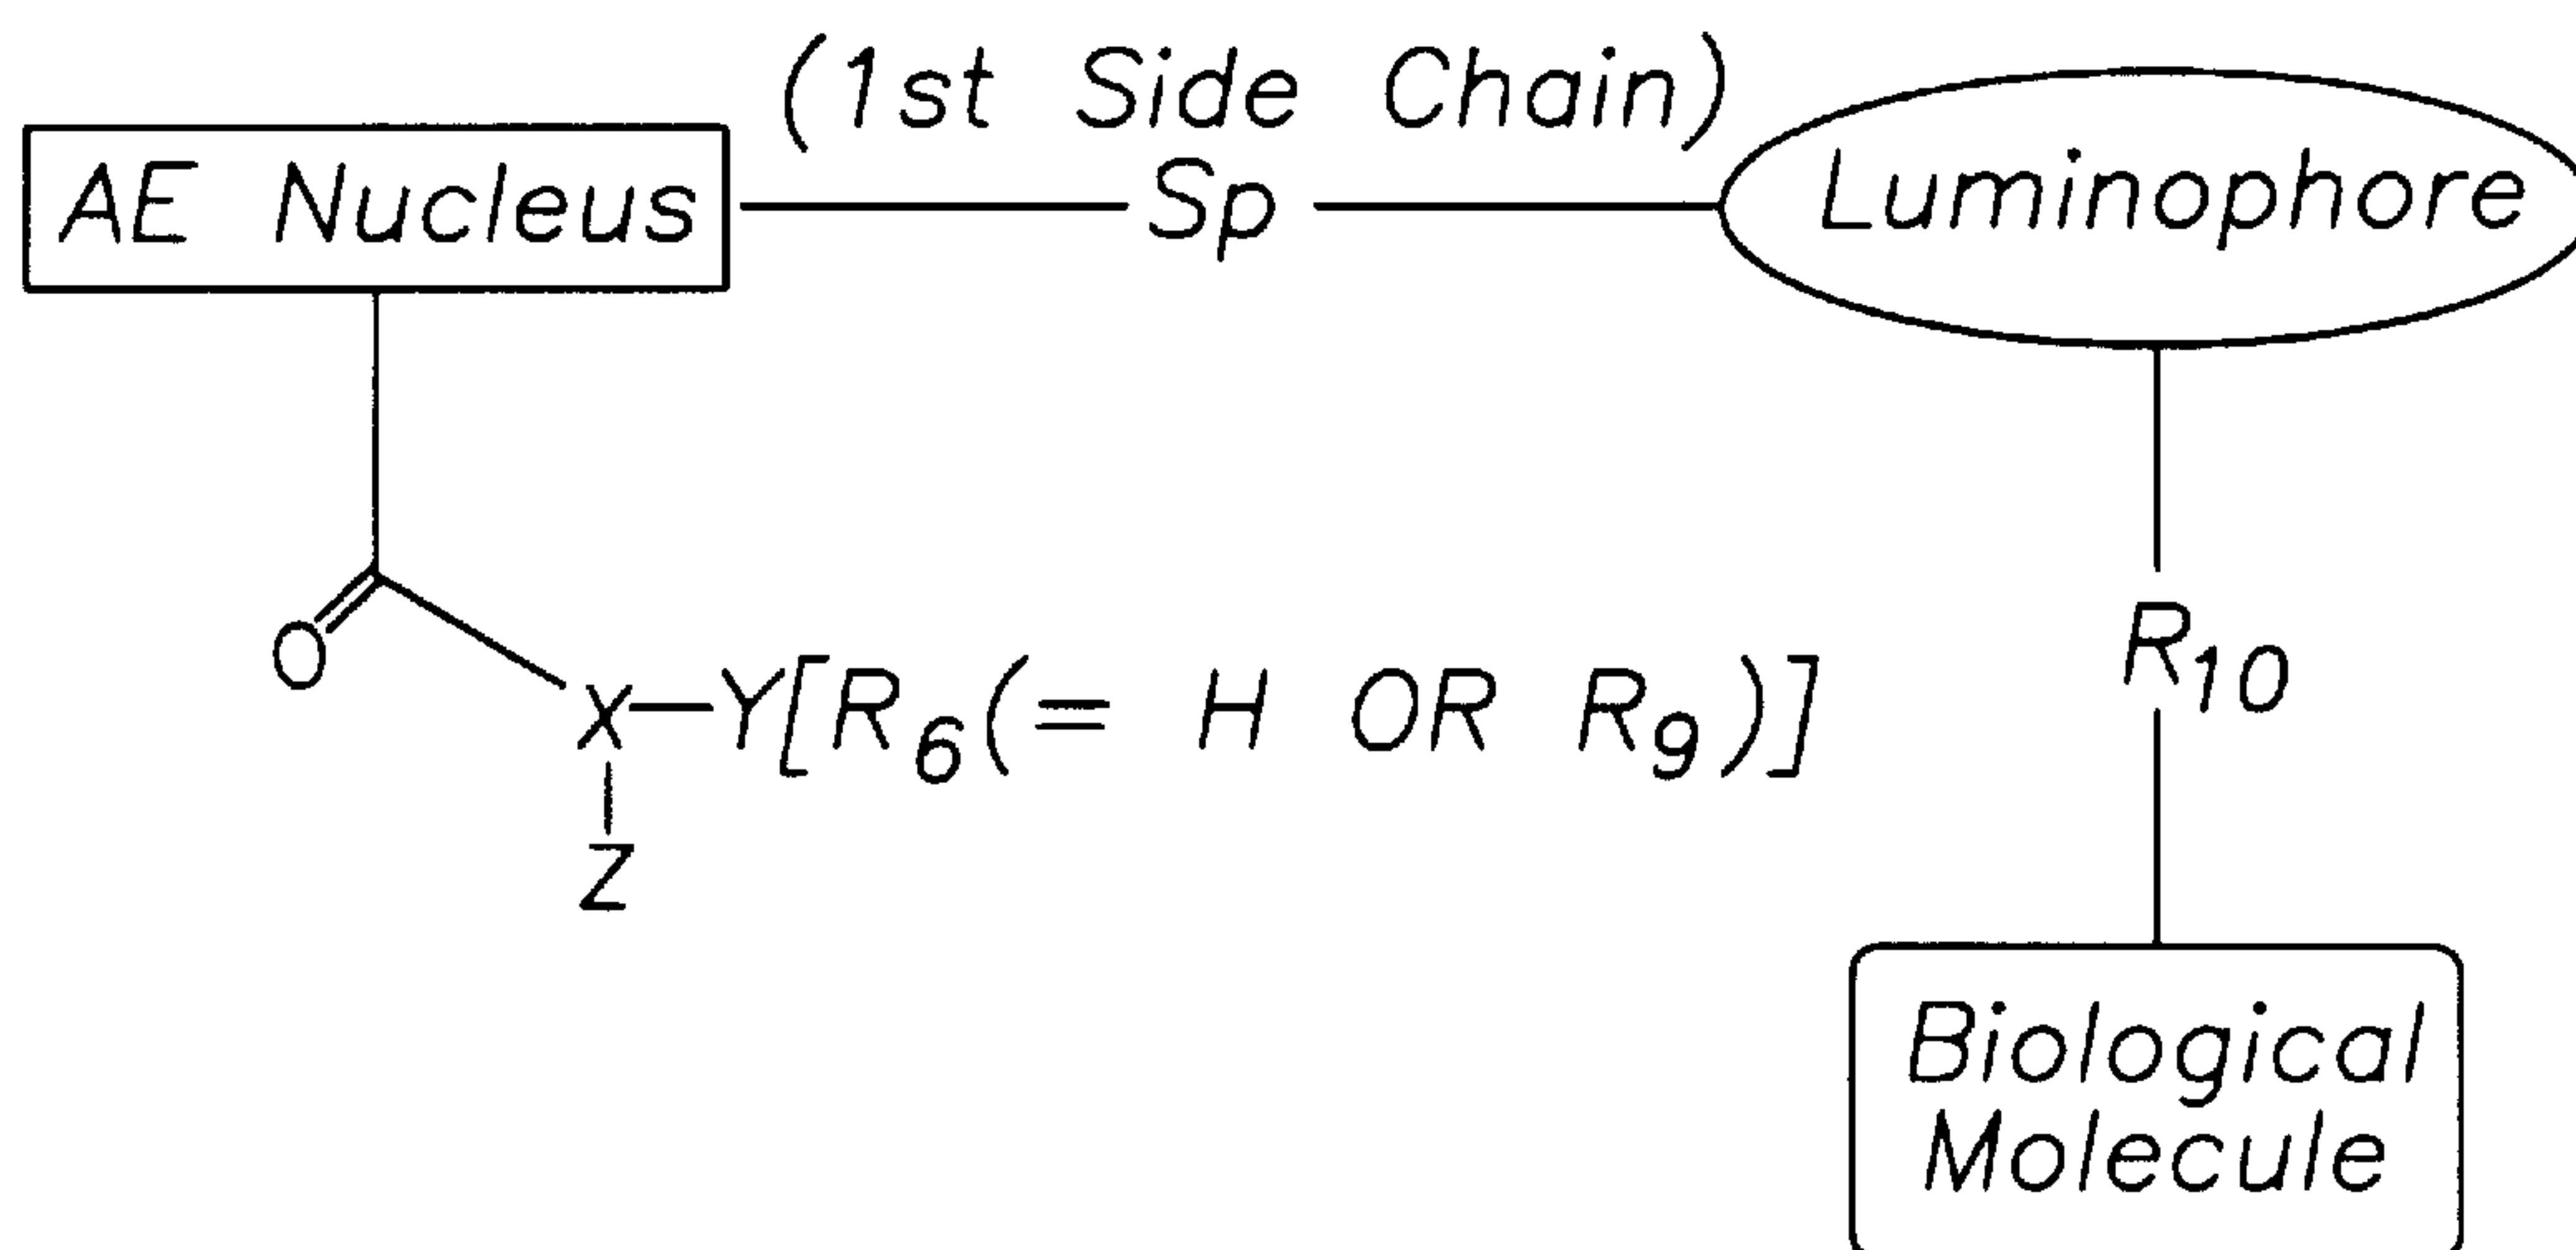 (1st Side Chain)
AE Nucleus
Sp
Luminophore
O
X—Y[R6(= H OR R9)]
R10
Z
Biological
Molecule